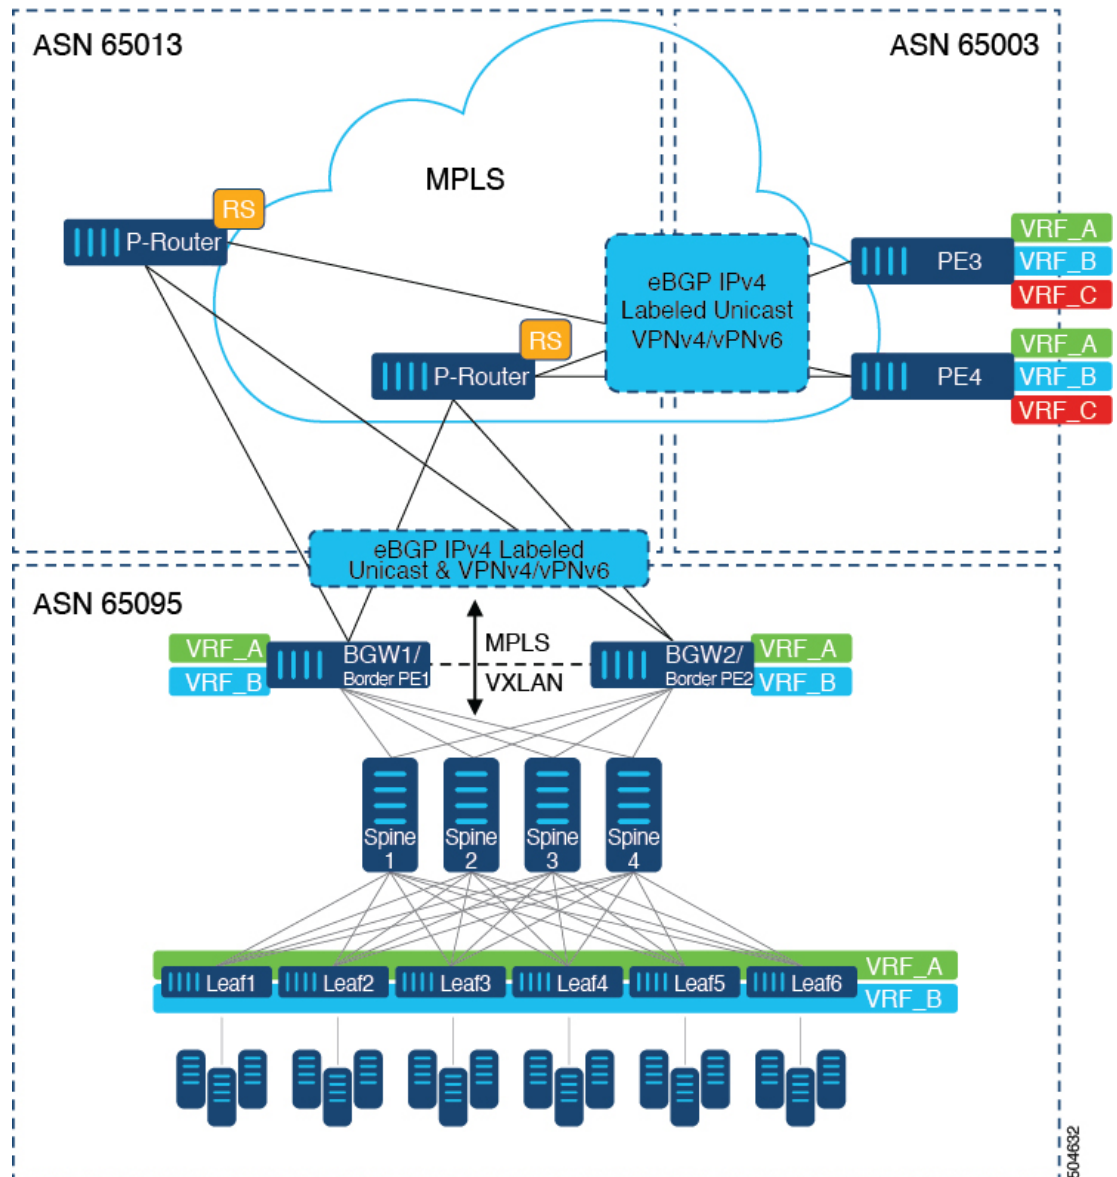 ASN 65013
ASN 65003
MPLS
RS
P-Router
VRF_A
PE3
VRF_B
VRF_C
eBGP IPv4
Labeled Unicast
VPNv4/vPNv6
RS
P-Router
VRF_A
PE4
VRF_B
VRF_C
eBGP IPv4 Labeled
Unicast & VPNv4/vPNv6
ASN 65095
VRF_A
VRF_B
BGW1/
Border PE1
MPLS
VXLAN
BGW2/
Border PE2
VRF_A
VRF_B
Spine
1
Spine
2
Spine
3
Spine
4
VRF_A
Leaf1
Leaf2
Leaf3
Leaf4
Leaf5
Leaf6
VRF_B
504632